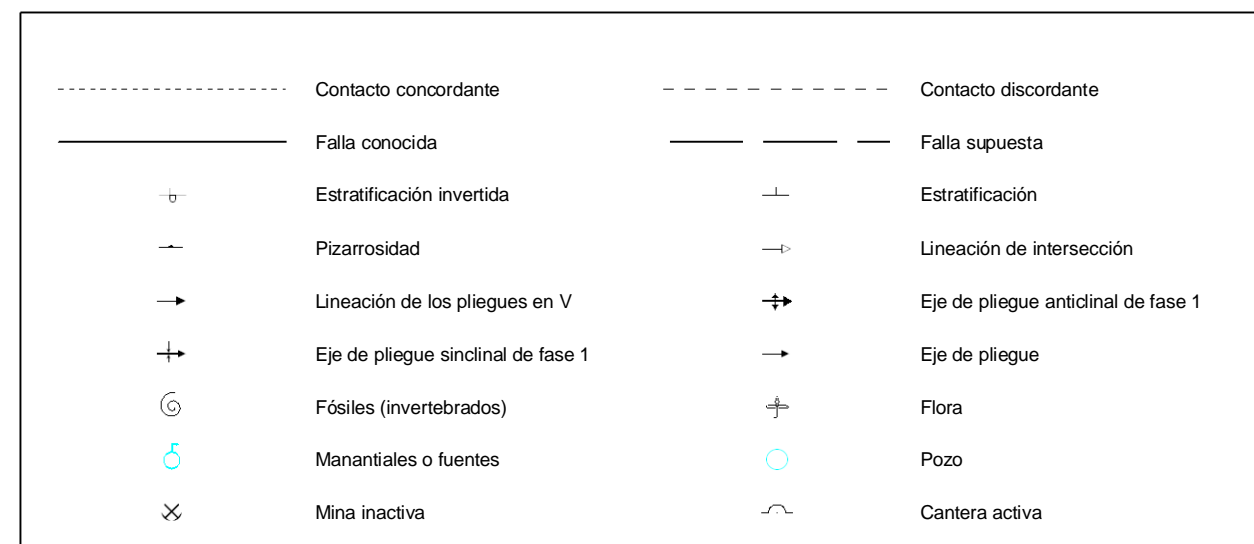 Contacto concordante Contacto discordante
Falla conocida Falla supuesta
Estratificación invertida Estratificación
Pizarrosidad Lineación de intersección
Lineación de los pliegues en V Eje de pliegue anticlinal de fase 1
Eje de pliegue sinclinal de fase 1 Eje de pliegue
Fósiles (invertebrados) Flora
Manantiales o fuentes Pozo
Mina inactiva Cantera activa